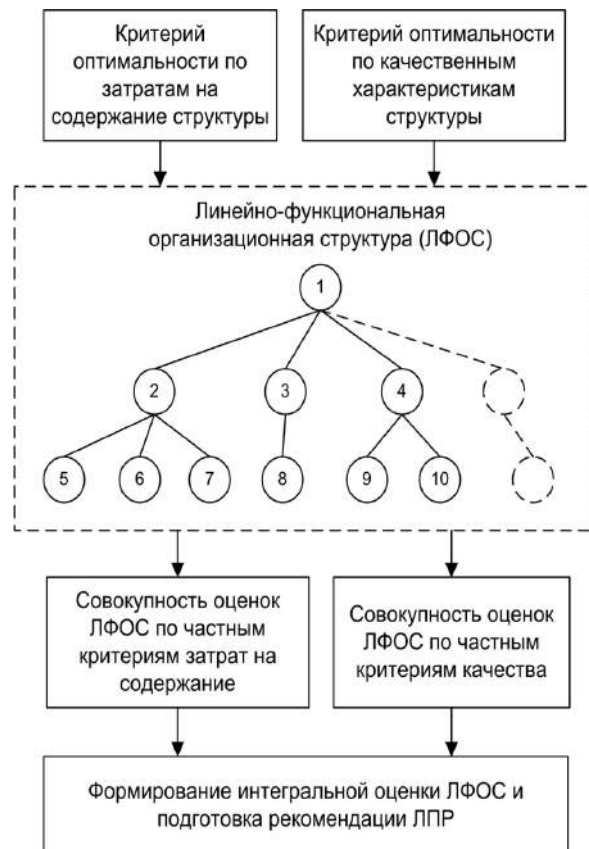 Критерий
оптимальности по
затратам на
содержание структуры
Критерий оптимальности
по качественным
характеристикам
структуры
Линейно-функциональная
организационная структура (ЛФОС)
1
2
3
4
5
6
7
8
9
10
Совокупность оценок
ЛФОС по частным
критериям затрат на
содержание
Совокупность оценок
ЛФОС по частным
критериям качества
Формирование интегральной оценки ЛФОС и
подготовка рекомендации ЛПР